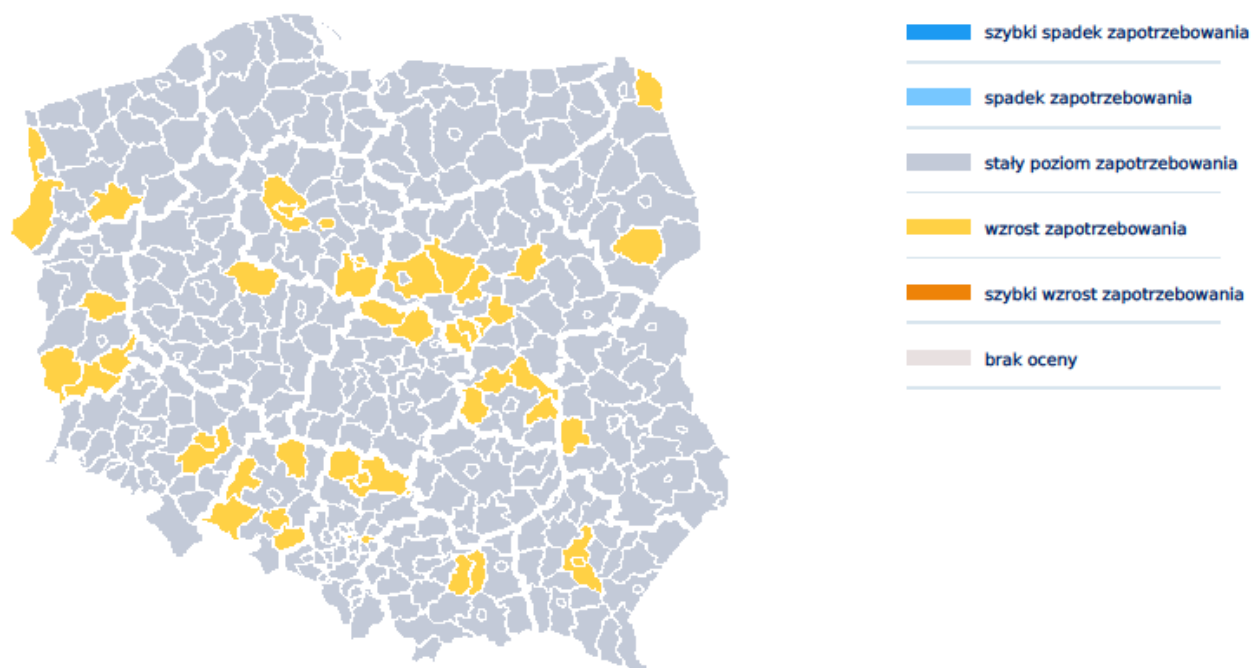 szybki spadek zapotrzebowania
spadek zapotrzebowania
stały poziom zapotrzebowania
wzrost zapotrzebowania
szybki wzrost zapotrzebowania
brak oceny